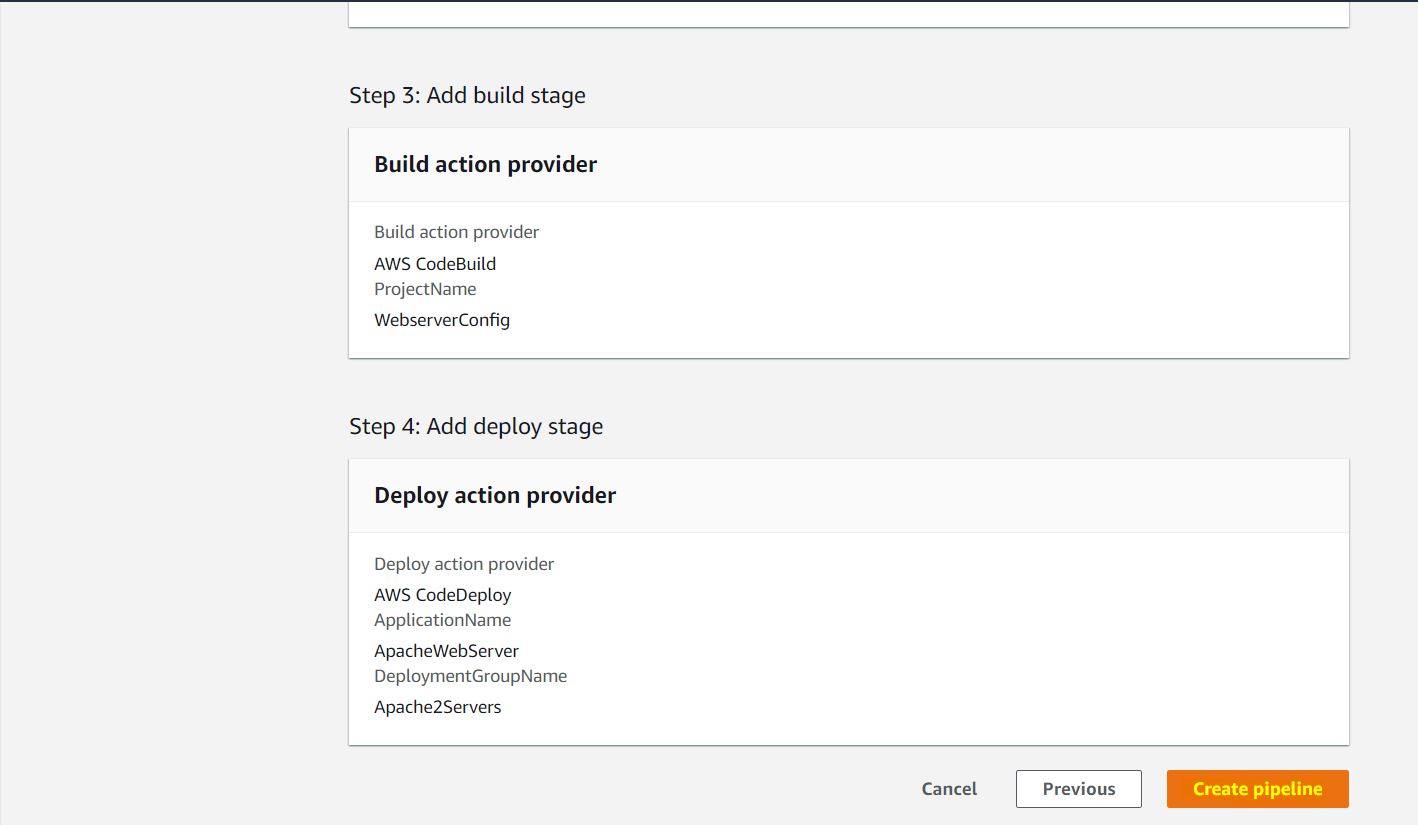 Step 3: Add build stage
Build action provider
Build action provider
AWS CodeBuild
ProjectName
WebserverConfig
Step 4: Add deploy stage
Deploy action provider
Deploy action provider
AWS CodeDeploy
ApplicationName
ApacheWebServer
DeploymentGroupName
Apache2Servers
Cancel Previous Create pipeline